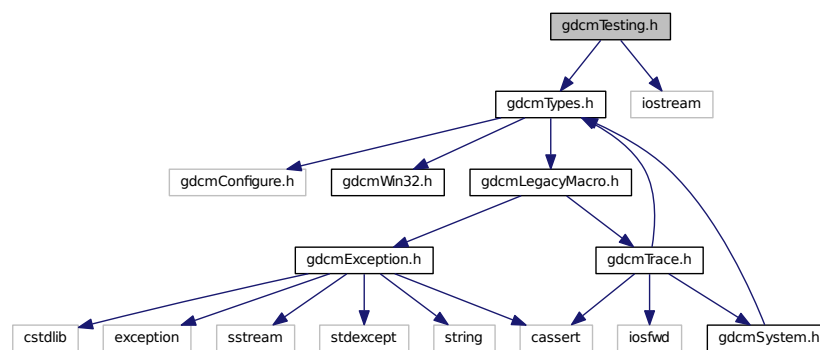 gdcmTesting.h
gdcmTypes.h
iostream
gdcmConfigure.h
gdcmWin32.h
gdcmLegacyMacro.h
gdcmException.h
gdcmTrace.h
cstdlib
exception
sstream
stdexcept
string
cassert
iosfwd
gdcmSystem.h